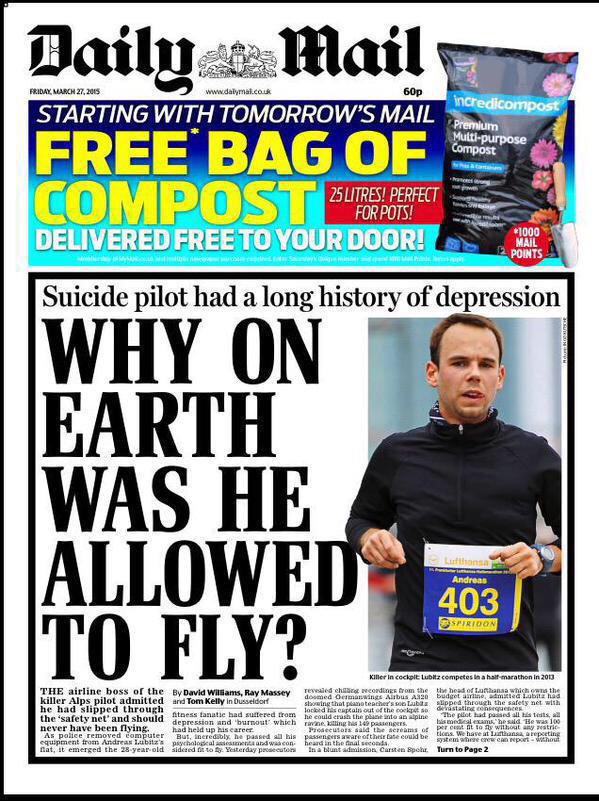 Daily Mail
FRIDAY, MARCH 27, 2015
www.dailymail.co.uk
60p
STARTING WITH TOMORROW'S MAIL
FREE* BAG OF
COMPOST
25 LITRES! PERFECT
FOR POTS!
DELIVERED FREE TO YOUR DOOR!
incredicompost
Premium
Multi-purpose
Compost
for Pots & Containers
*1000
MAIL
POINTS
Suicide pilot had a long history of depression
WHY ON
EARTH
WAS HE
ALLOWED
TO FLY?
Lufthansa
Andreas
403
SPIRIDON
Killer in cockpit: Lubitz competes in a half-marathon in 2013
THE airline boss of the
killer Alps pilot admitted
he had slipped through
the 'safety net' and should
never have been flying.
As police removed computer
equipment from Andreas Lubitz's
flat, it emerged the 28-year-old
By David Williams, Ray Massey
and Tom Kelly in Dusseldorf
fitness fanatic had suffered from
depression and 'burnout' which
had held up his career.
But, incredibly, he passed all his
psychological assessments and was con-
sidered fit to fly. Yesterday prosecutors
revealed chilling recordings from the
doomed Germanwings Airbus A320
showing that piano teacher's son Lubitz
locked his captain out of the cockpit so
he could crash the plane into an alpine
ravine, killing his 149 passengers.
Prosecutors said the screams of
passengers aware of their fate could be
heard in the final seconds.
In a blunt admission, Carsten Spohr,
the head of Lufthansa which owns the
budget airline, admitted Lubitz had
slipped through the safety net with
devastating consequences.
'The pilot had passed all his tests, all
his medical exams,' he said. 'He was 100
per cent fit to fly without any restric-
tions. We have at Lufthansa, a reporting
system where crew can report – without
Turn to Page 2